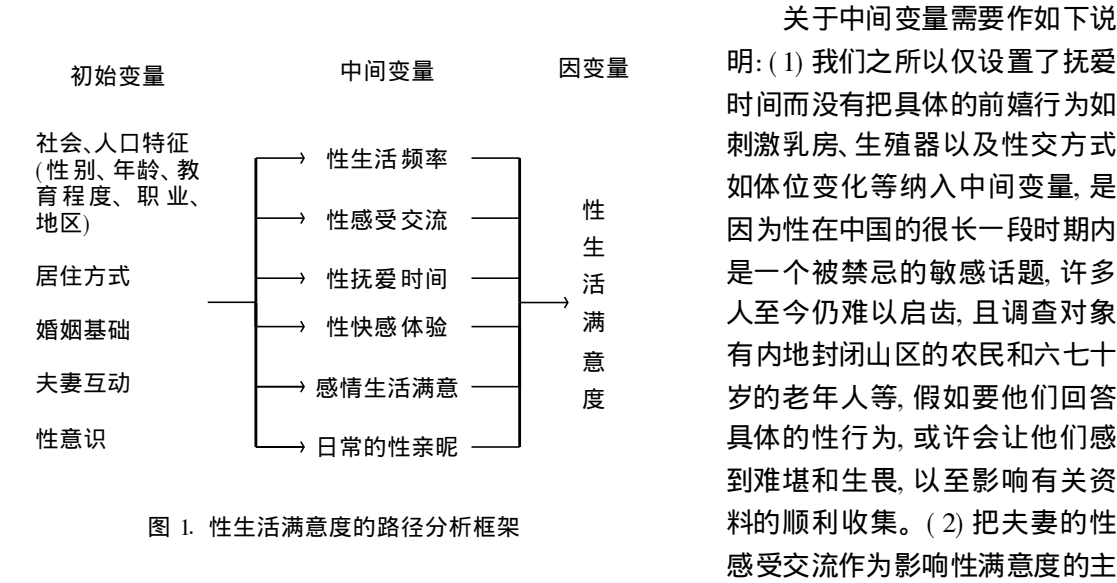 初始变量
中间变量
因变量
社会、人口特征
(性别、年龄、教
育程度、职业、
地区)
居住方式
婚姻基础
夫妻互动
性意识
性生活频率
性感受交流
性抚爱时间
性快感体验
感情生活满意
日常的性亲昵
性
生
活
满
意
度
图 1. 性生活满意度的路径分析框架
关于中间变量需要作如下说
明: (1) 我们之所以仅设置了抚爱
时间而没有把具体的前嬉行为如
刺激乳房、生殖器以及性交方式
如体位变化等纳入中间变量, 是
因为性在中国的很长一段时期内
是一个被禁忌的敏感话题, 许多
人至今仍难以启齿, 且调查对象
有内地封闭山区的农民和六七十
岁的老年人等, 假如要他们回答
具体的性行为, 或许会让他们感
到难堪和生畏, 以至影响有关资
料的顺利收集。(2) 把夫妻的性
感受交流作为影响性满意度的主